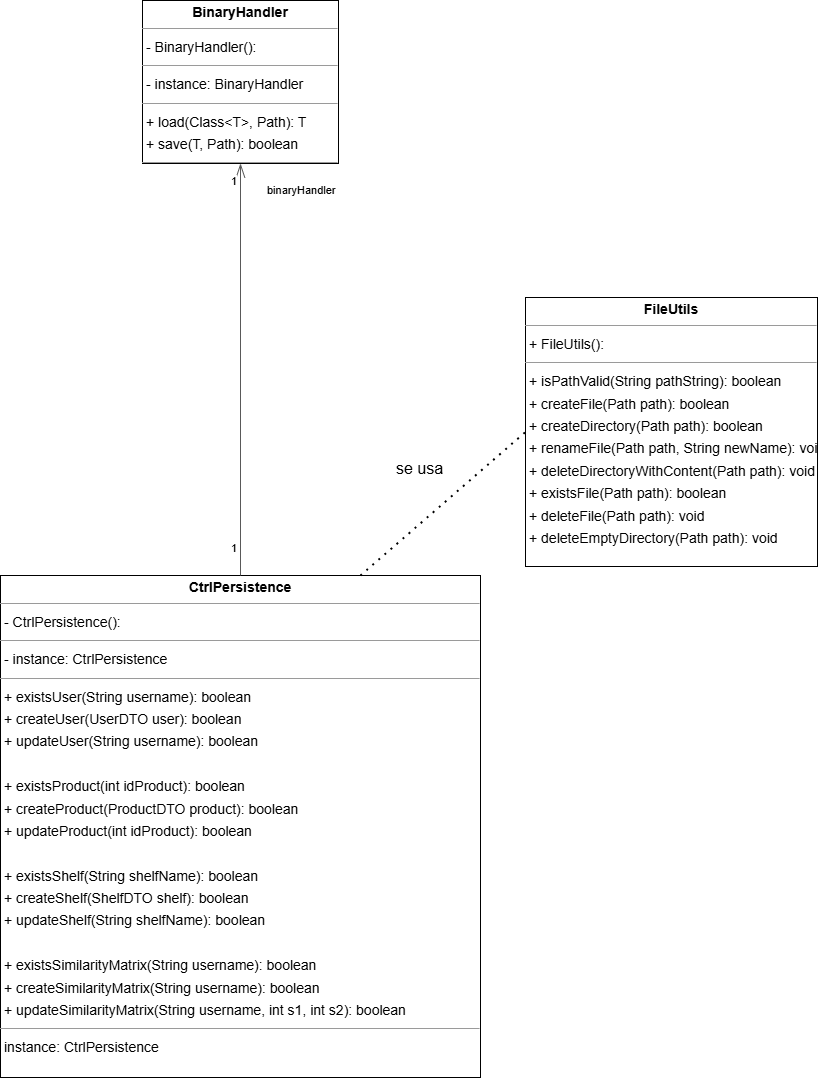 BinaryHandler
- BinaryHandler():
- instance: BinaryHandler
+ load(Class<T>, Path): T
+ save(T, Path): boolean
1
binaryHandler
FileUtils
+ FileUtils():
+ isPathValid(String pathString): boolean
+ createFile(Path path): boolean
+ createDirectory(Path path): boolean
+ renameFile(Path path, String newName): voi
+ deleteDirectoryWithContent(Path path): void
+ existsFile(Path path): boolean
+ deleteFile(Path path): void
+ deleteEmptyDirectory(Path path): void
se usa
1
CtrlPersistence
- CtrlPersistence():
- instance: CtrlPersistence
+ existsUser(String username): boolean
+ createUser(UserDTO user): boolean
+ updateUser(String username): boolean
+ existsProduct(int idProduct): boolean
+ createProduct(ProductDTO product): boolean
+ updateProduct(int idProduct): boolean
+ existsShelf(String shelfName): boolean
+ createShelf(ShelfDTO shelf): boolean
+ updateShelf(String shelfName): boolean
+ existsSimilarityMatrix(String username): boolean
+ createSimilarityMatrix(String username): boolean
+ updateSimilarityMatrix(String username, int s1, int s2): boolean
instance: CtrlPersistence